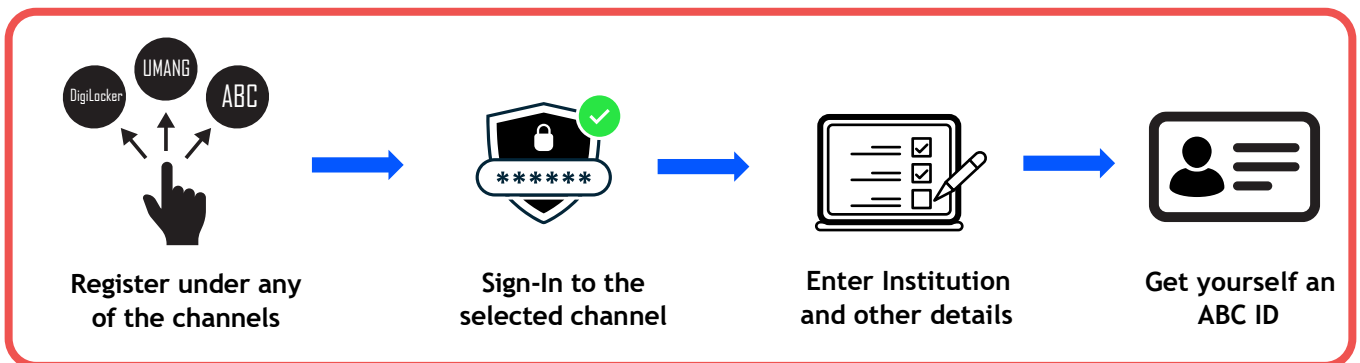 DigiLocker
UMANG
ABC
******
Register under any
of the channels
Sign-In to the
selected channel
Enter Institution
and other details
Get yourself an
ABC ID